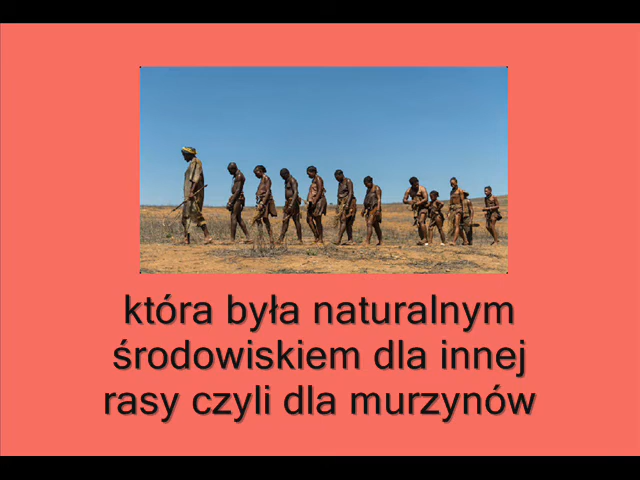 która była naturalnym
środowiskiem dla innej
rasy czyli dla murzynów